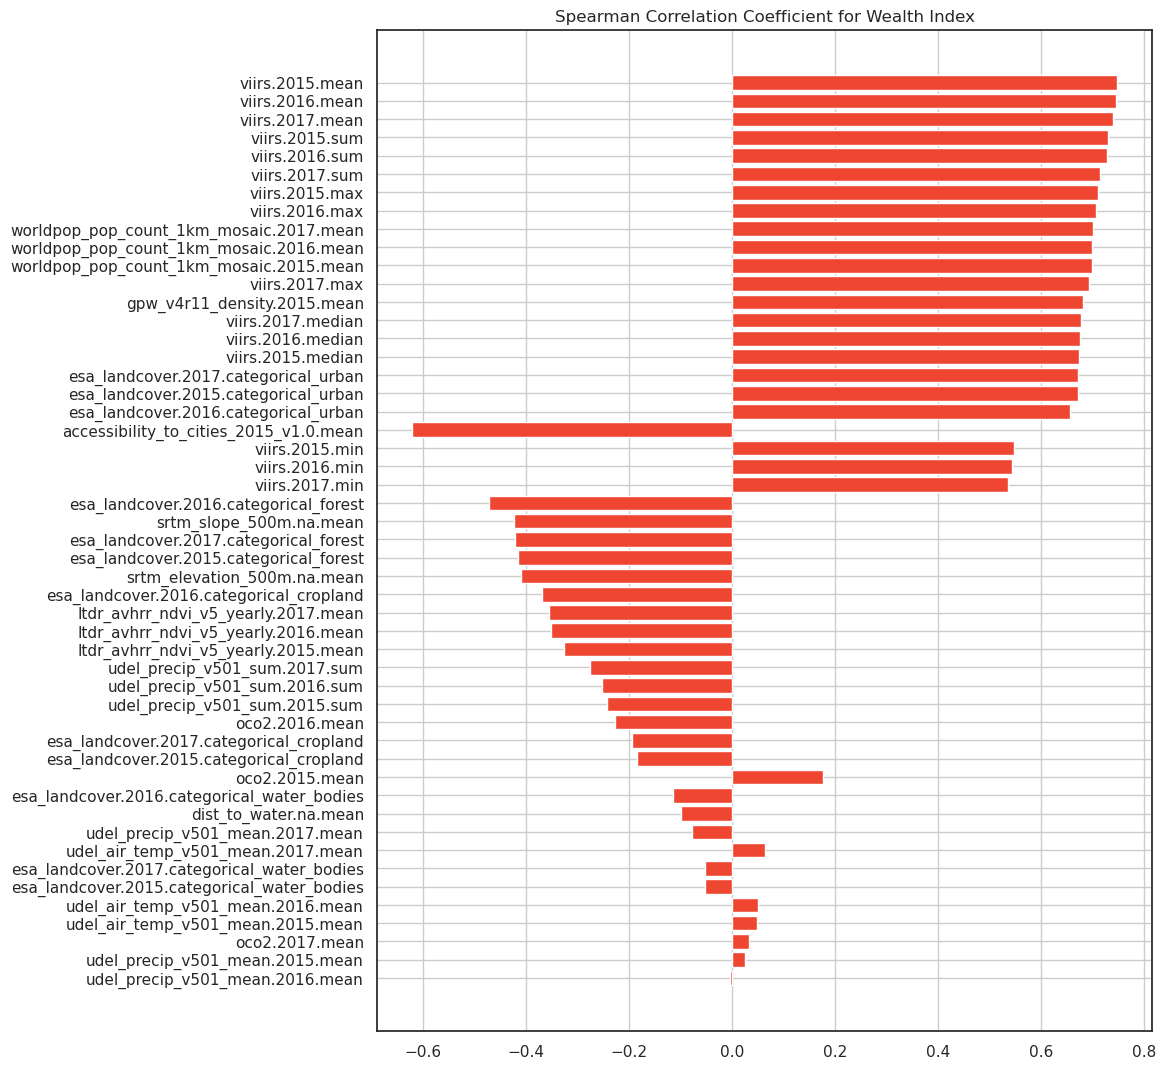 Spearman Correlation Coefficient for Wealth Index
viirs.2015.mean
viirs.2016.mean
viirs.2017.mean
viirs.2015.sum
viirs.2016.sum
viirs.2017.sum
viirs.2015.max
viirs.2016.max
worldpop_pop_count_1km_mosaic.2017.mean
worldpop_pop_count_1km_mosaic.2016.mean
worldpop_pop_count_1km_mosaic.2015.mean
viirs.2017.max
gpw_v4r11_density.2015.mean
viirs.2017.median
viirs.2016.median
viirs.2015.median
esa_landcover.2017.categorical_urban
esa_landcover.2015.categorical_urban
esa_landcover.2016.categorical_urban
accessibility_to_cities_2015_v1.0.mean
viirs.2015.min
viirs.2016.min
viirs.2017.min
esa_landcover.2016.categorical_forest
srtm_slope_500m.na.mean
esa_landcover.2017.categorical_forest
esa_landcover.2015.categorical_forest
srtm_elevation_500m.na.mean
esa_landcover.2016.categorical_cropland
ltdr_avhrr_ndvi_v5_yearly.2017.mean
ltdr_avhrr_ndvi_v5_yearly.2016.mean
ltdr_avhrr_ndvi_v5_yearly.2015.mean
udel_precip_v501_sum.2017.sum
udel_precip_v501_sum.2016.sum
udel_precip_v501_sum.2015.sum
oco2.2016.mean
esa_landcover.2017.categorical_cropland
esa_landcover.2015.categorical_cropland
oco2.2015.mean
esa_landcover.2016.categorical_water_bodies
dist_to_water.na.mean
udel_precip_v501_mean.2017.mean
udel_air_temp_v501_mean.2017.mean
esa_landcover.2017.categorical_water_bodies
esa_landcover.2015.categorical_water_bodies
udel_air_temp_v501_mean.2016.mean
udel_air_temp_v501_mean.2015.mean
oco2.2017.mean
udel_precip_v501_mean.2015.mean
udel_precip_v501_mean.2016.mean
−0.6 −0.4 −0.2 0.0 0.2 0.4 0.6 0.8